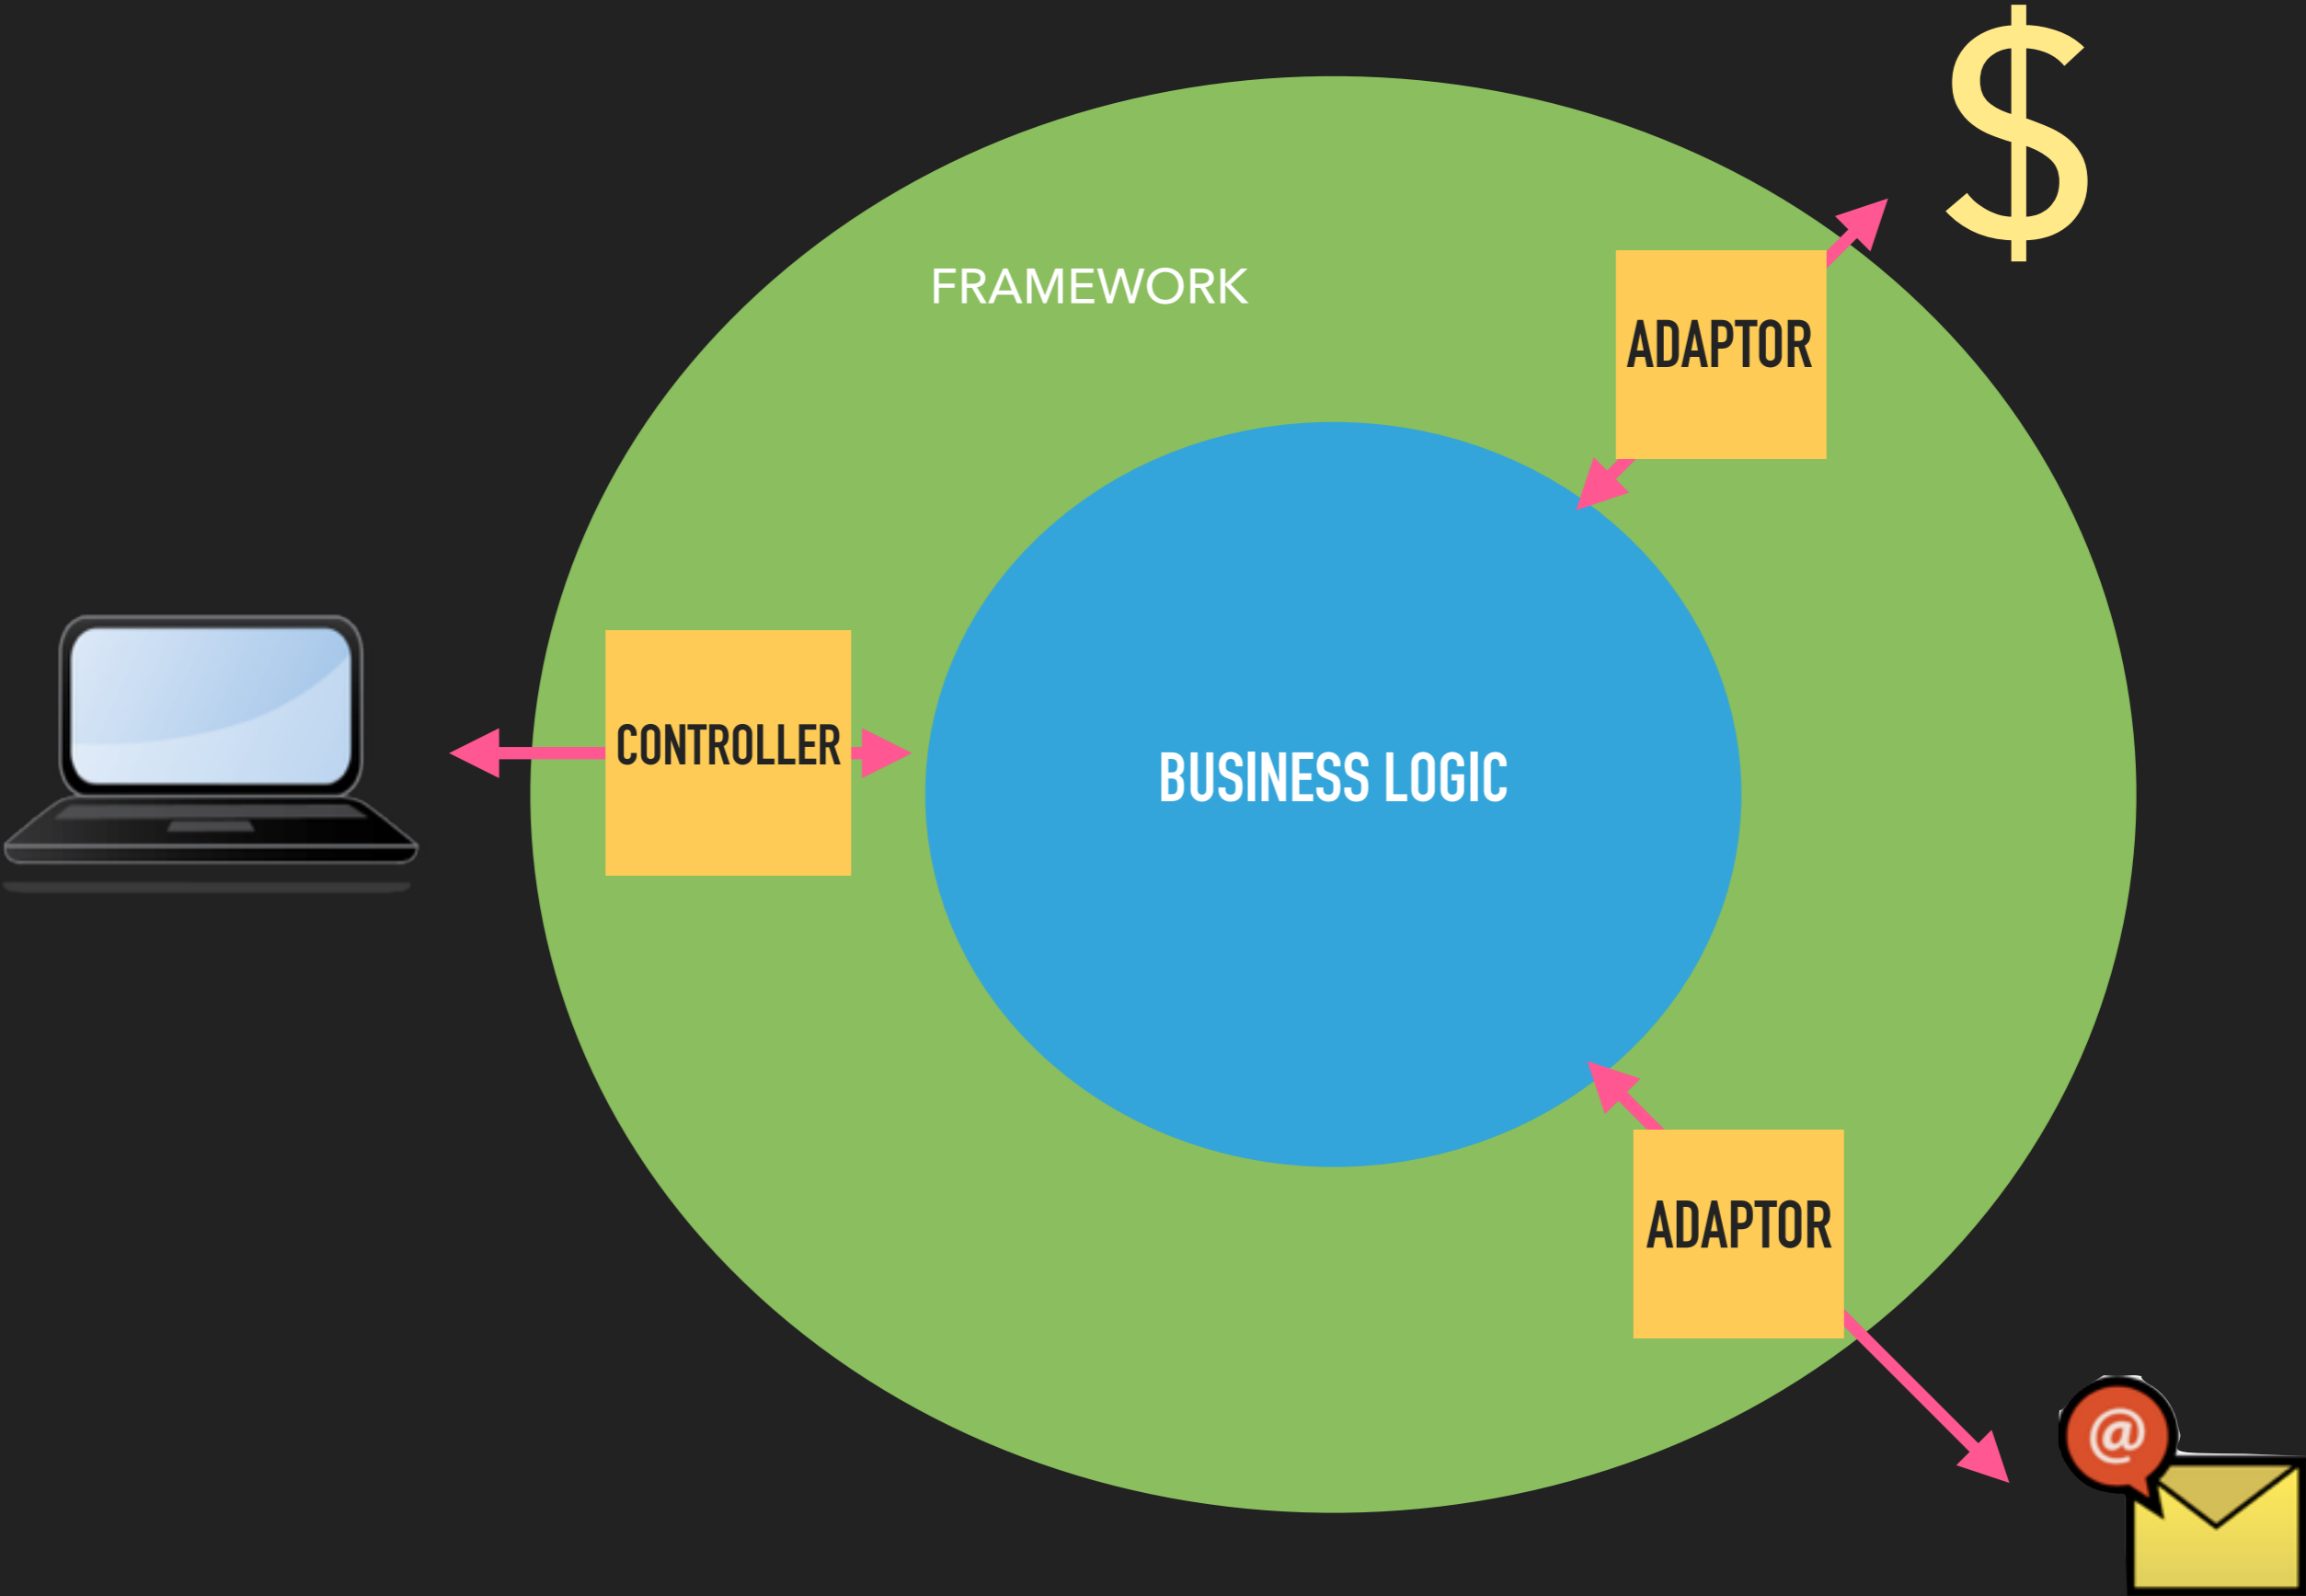 $
FRAMEWORK
ADAPTOR
CONTROLLER
BUSINESS LOGIC
ADAPTOR
@